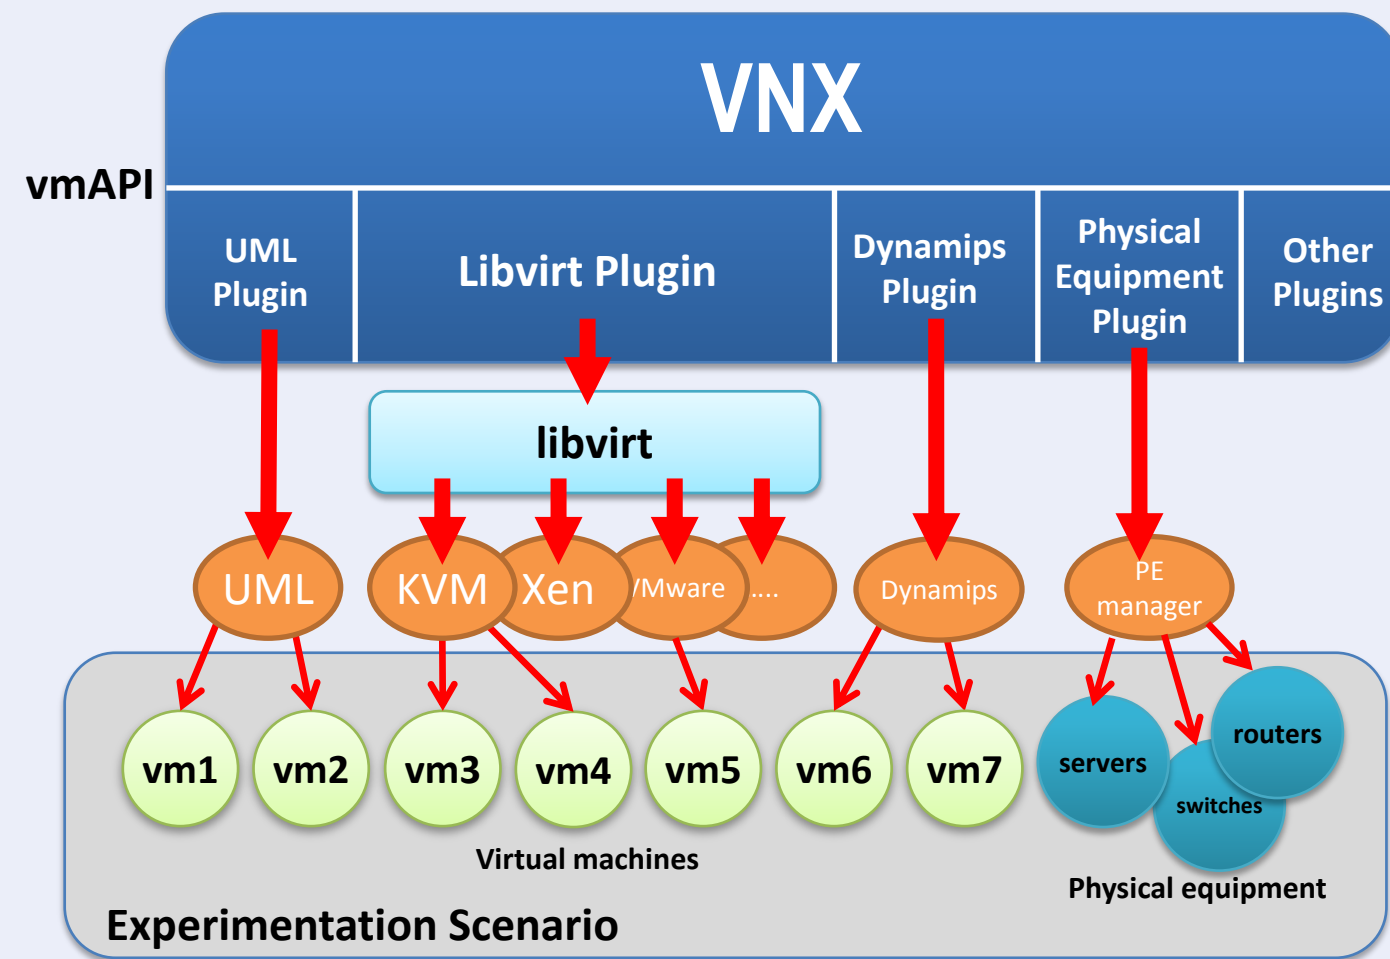 VNX
vmAPI
UML
Plugin
Libvirt Plugin
Dynamips
Plugin
Physical
Equipment
Plugin
Other
Plugins
libvirt
UML
KVM
Xen
VMware
....
Dynamips
PE
manager
vm1
vm2
vm3
vm4
vm5
vm6
vm7
servers
switches
routers
Virtual machines
Physical equipment
Experimentation Scenario